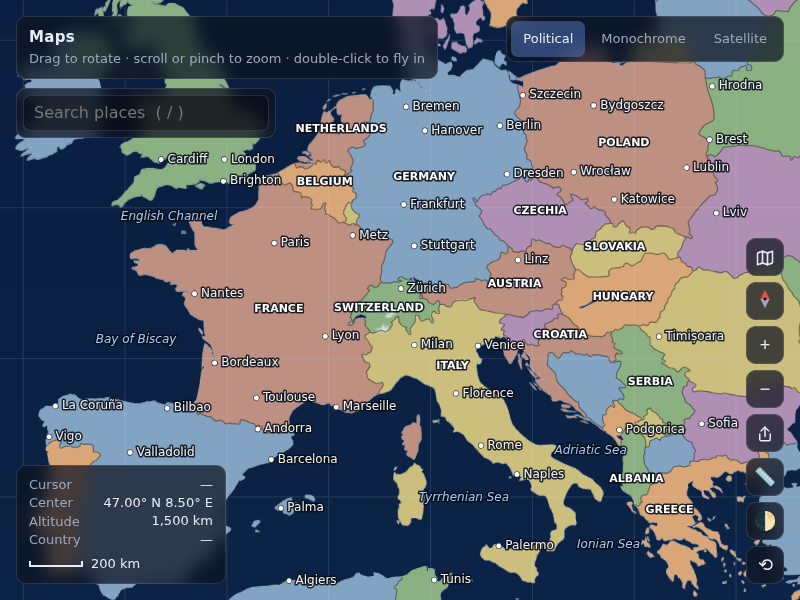 Maps
Drag to rotate · scroll or pinch to zoom · double-click to fly in
Political Monochrome Satellite
Search places ( / )
Szczecin
Hrodna
Bremen
Bydgoszcz
NETHERLANDS
Hanover
Berlin
POLAND
Brest
Cardiff
London
Brighton
BELGIUM
GERMANY
Dresden
Wrocław
Lublin
Katowice
Frankfurt
CZECHIA
Lviv
English Channel
Paris
Metz
Stuttgart
SLOVAKIA
Linz
AUSTRIA
Zürich
Nantes
FRANCE
SWITZERLAND
HUNGARY
Bay of Biscay
Lyon
Milan
Venice
CROATIA
Timișoara
Bordeaux
ITALY
SERBIA
Toulouse
Marseille
Florence
La Coruña
Bilbao
Vigo
Andorra
Podgorica
Sofia
Valladolid
Barcelona
Rome
Adriatic Sea
Naples
ALBANIA
Tyrrhenian Sea
Palma
GREECE
Palermo
Ionian Sea
Algiers
Tunis
Cursor —
Center 47.00° N 8.50° E
Altitude 1,500 km
Country —
200 km
+
−